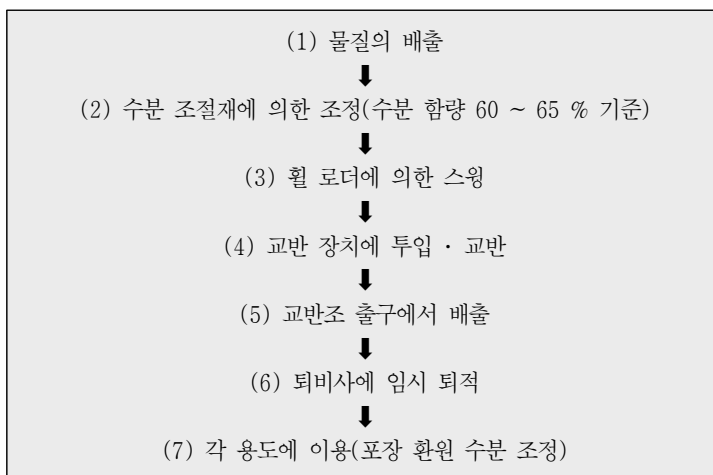 (1) 물질의 배출
(2) 수분 조절재에 의한 조정(수분 함량 60 ~ 65 % 기준)
(3) 휠 로더에 의한 스윙
(4) 교반 장치에 투입 · 교반
(5) 교반조 출구에서 배출
(6) 퇴비사에 임시 퇴적
(7) 각 용도에 이용(포장 환원 수분 조정)